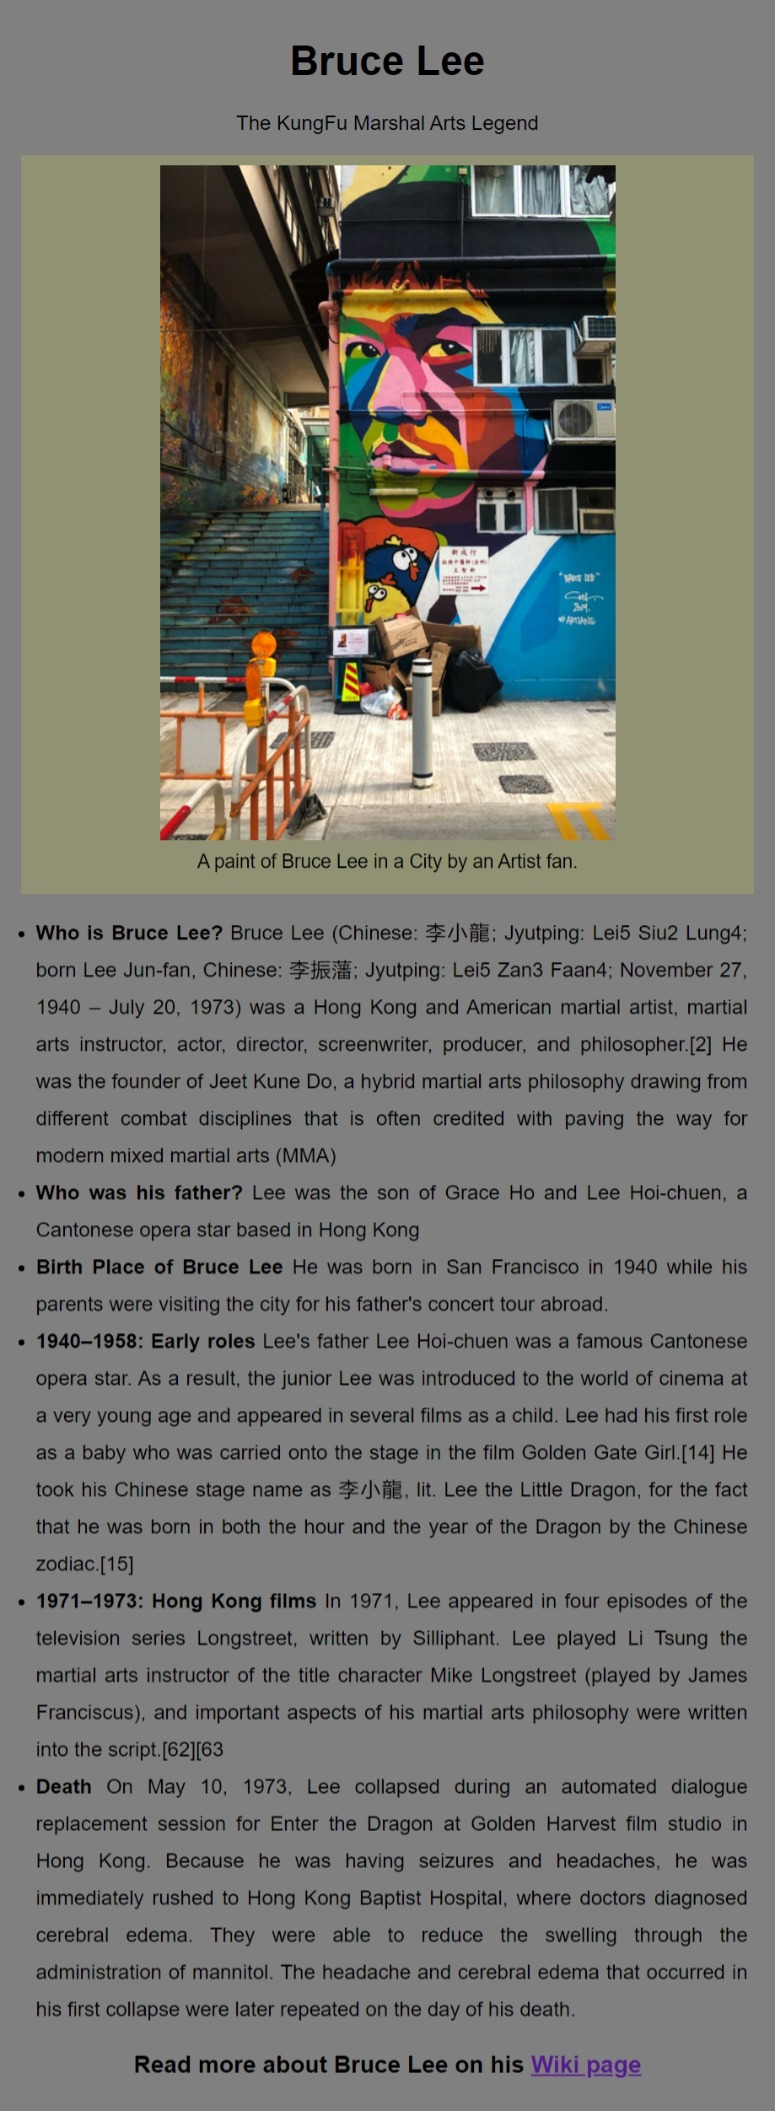 Bruce Lee
The KungFu Marshal Arts Legend
新成行
"BRUCE LEE"
2019.
A paint of Bruce Lee in a City by an Artist fan.
• Who is Bruce Lee? Bruce Lee (Chinese: 李小龍; Jyutping: Lei5 Siu2 Lung4;
born Lee Jun-fan, Chinese: 李振藩; Jyutping: Lei5 Zan3 Faan4; November 27,
1940 – July 20, 1973) was a Hong Kong and American martial artist, martial
arts instructor, actor, director, screenwriter, producer, and philosopher.[2] He
was the founder of Jeet Kune Do, a hybrid martial arts philosophy drawing from
different combat disciplines that is often credited with paving the way for
modern mixed martial arts (MMA)
• Who was his father? Lee was the son of Grace Ho and Lee Hoi-chuen, a
Cantonese opera star based in Hong Kong
• Birth Place of Bruce Lee He was born in San Francisco in 1940 while his
parents were visiting the city for his father's concert tour abroad.
• 1940–1958: Early roles Lee's father Lee Hoi-chuen was a famous Cantonese
opera star. As a result, the junior Lee was introduced to the world of cinema at
a very young age and appeared in several films as a child. Lee had his first role
as a baby who was carried onto the stage in the film Golden Gate Girl.[14] He
took his Chinese stage name as 李小龍, lit. Lee the Little Dragon, for the fact
that he was born in both the hour and the year of the Dragon by the Chinese
zodiac.[15]
• 1971–1973: Hong Kong films In 1971, Lee appeared in four episodes of the
television series Longstreet, written by Silliphant. Lee played Li Tsung the
martial arts instructor of the title character Mike Longstreet (played by James
Franciscus), and important aspects of his martial arts philosophy were written
into the script.[62][63
• Death On May 10, 1973, Lee collapsed during an automated dialogue
replacement session for Enter the Dragon at Golden Harvest film studio in
Hong Kong. Because he was having seizures and headaches, he was
immediately rushed to Hong Kong Baptist Hospital, where doctors diagnosed
cerebral edema. They were able to reduce the swelling through the
administration of mannitol. The headache and cerebral edema that occurred in
his first collapse were later repeated on the day of his death.
Read more about Bruce Lee on his Wiki page